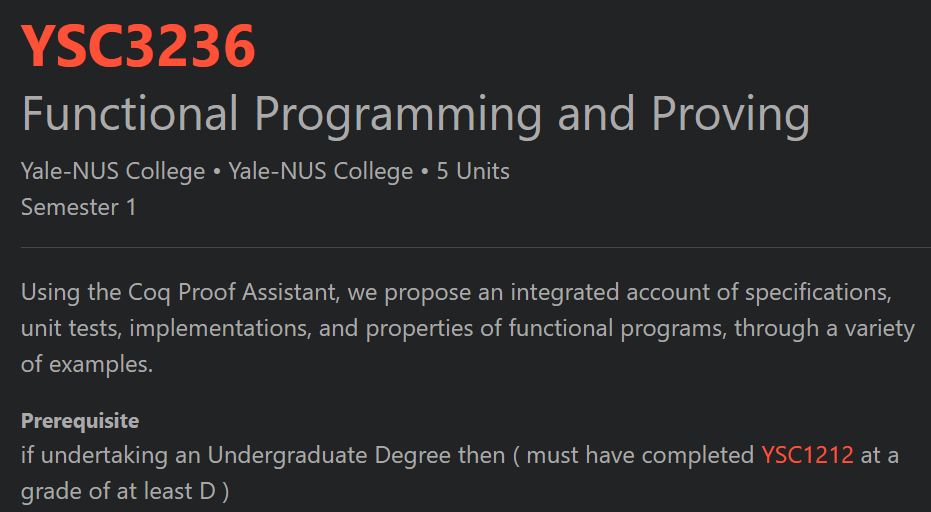 YSC3236
Functional Programming and Proving
Yale-NUS College • Yale-NUS College • 5 Units
Semester 1
Using the Coq Proof Assistant, we propose an integrated account of specifications,
unit tests, implementations, and properties of functional programs, through a variety
of examples.
Prerequisite
if undertaking an Undergraduate Degree then ( must have completed YSC1212 at a
grade of at least D )